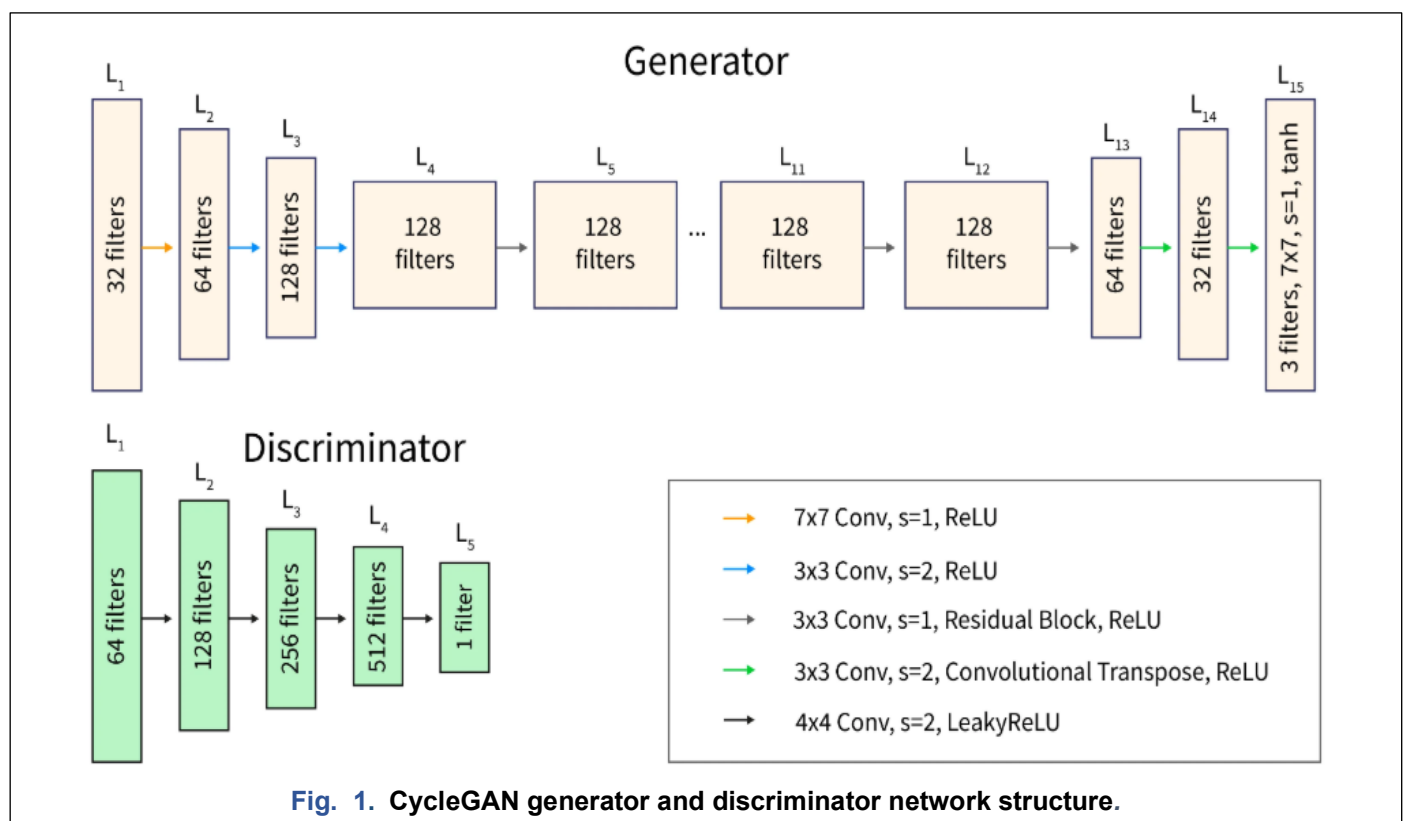 Generator
L1
L2
L3
L4
L5
L11
L12
L13
L14
L15
32 filters
64 filters
128 filters
128
filters
128
filters
...
128
filters
128
filters
64 filters
32 filters
3 filters, 7x7, s=1, tanh
Discriminator
L1
L2
L3
L4
L5
64 filters
128 filters
256 filters
512 filters
1 filter
7x7 Conv, s=1, ReLU
3x3 Conv, s=2, ReLU
3x3 Conv, s=1, Residual Block, ReLU
3x3 Conv, s=2, Convolutional Transpose, ReLU
4x4 Conv, s=2, LeakyReLU
Fig. 1. CycleGAN generator and discriminator network structure.